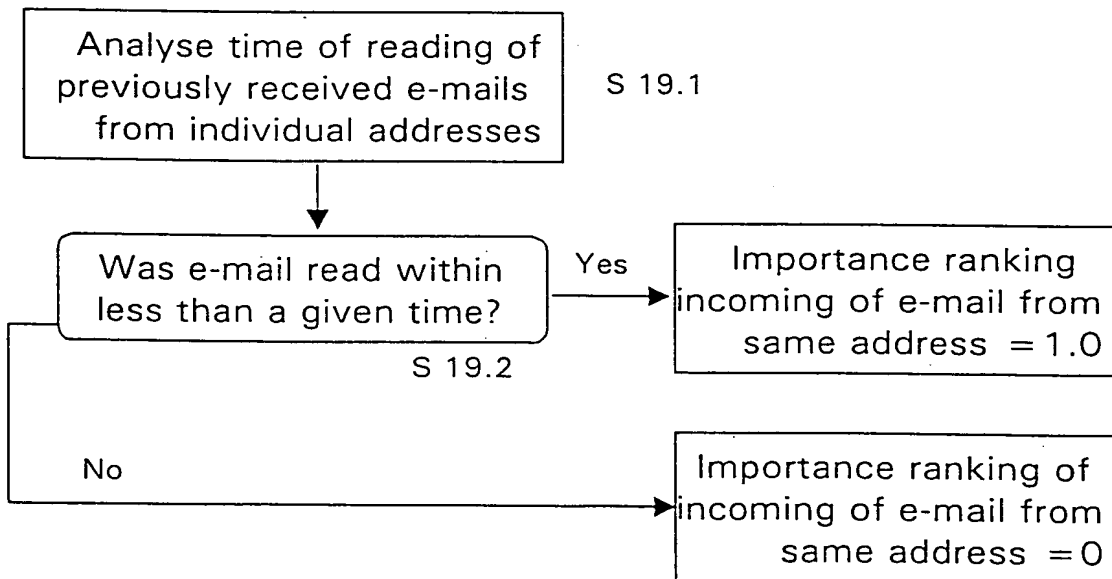 Analyse time of reading of
previously received e-mails
from individual addresses
S 19.1
Was e-mail read within
less than a given time?
S 19.2
Yes
Importance ranking
incoming of e-mail from
same address = 1.0
No
Importance ranking of
incoming of e-mail from
same address = 0